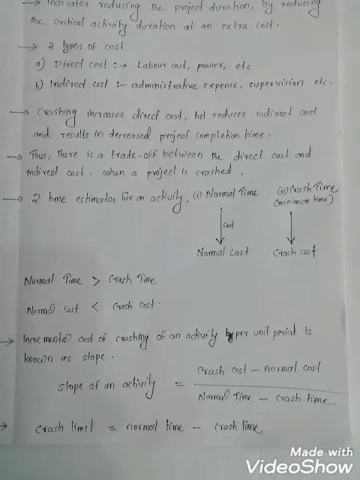 → Indicates reducing the project duration, by reducing
the critical activity duration at an extra cost.
→ 2 types of cost
a) Direct cost :→ Labour cost, power, etc
b) Indirect cost :- administrative expense, supervision, etc.
→ Crashing increases direct cost, but reduces indirect cost
and results in decreased project completion time.
→ Thus, there is a trade-off between the direct cost and
indirect cost, when a project is crashed.
→ 2 time estimates for an activity, (i) Normal Time (ii) Crash Time
(minimum time)
cost
Normal Cost Crash cost
Normal Time > Crash Time
Normal cost < Crash cost.
→ Incremental cost of crashing of an activity per unit period is
known as slope.
slope of an activity = Crash cost - normal cost
Normal Time - crash time
→ Crash limit = normal time - crash time
Made with
VideoShow